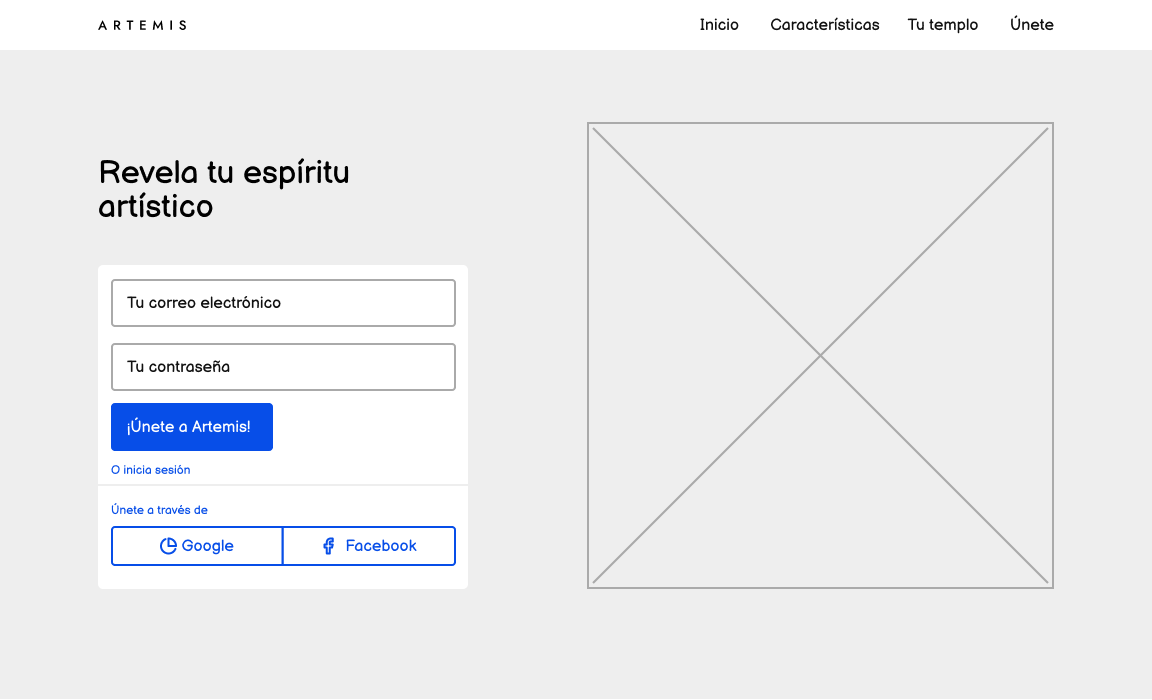 ARTEMIS
Inicio Características Tu templo Únete
Revela tu espíritu
artístico
Tu correo electrónico
Tu contraseña
¡Únete a Artemis!
O inicia sesión
Únete a través de
Google Facebook